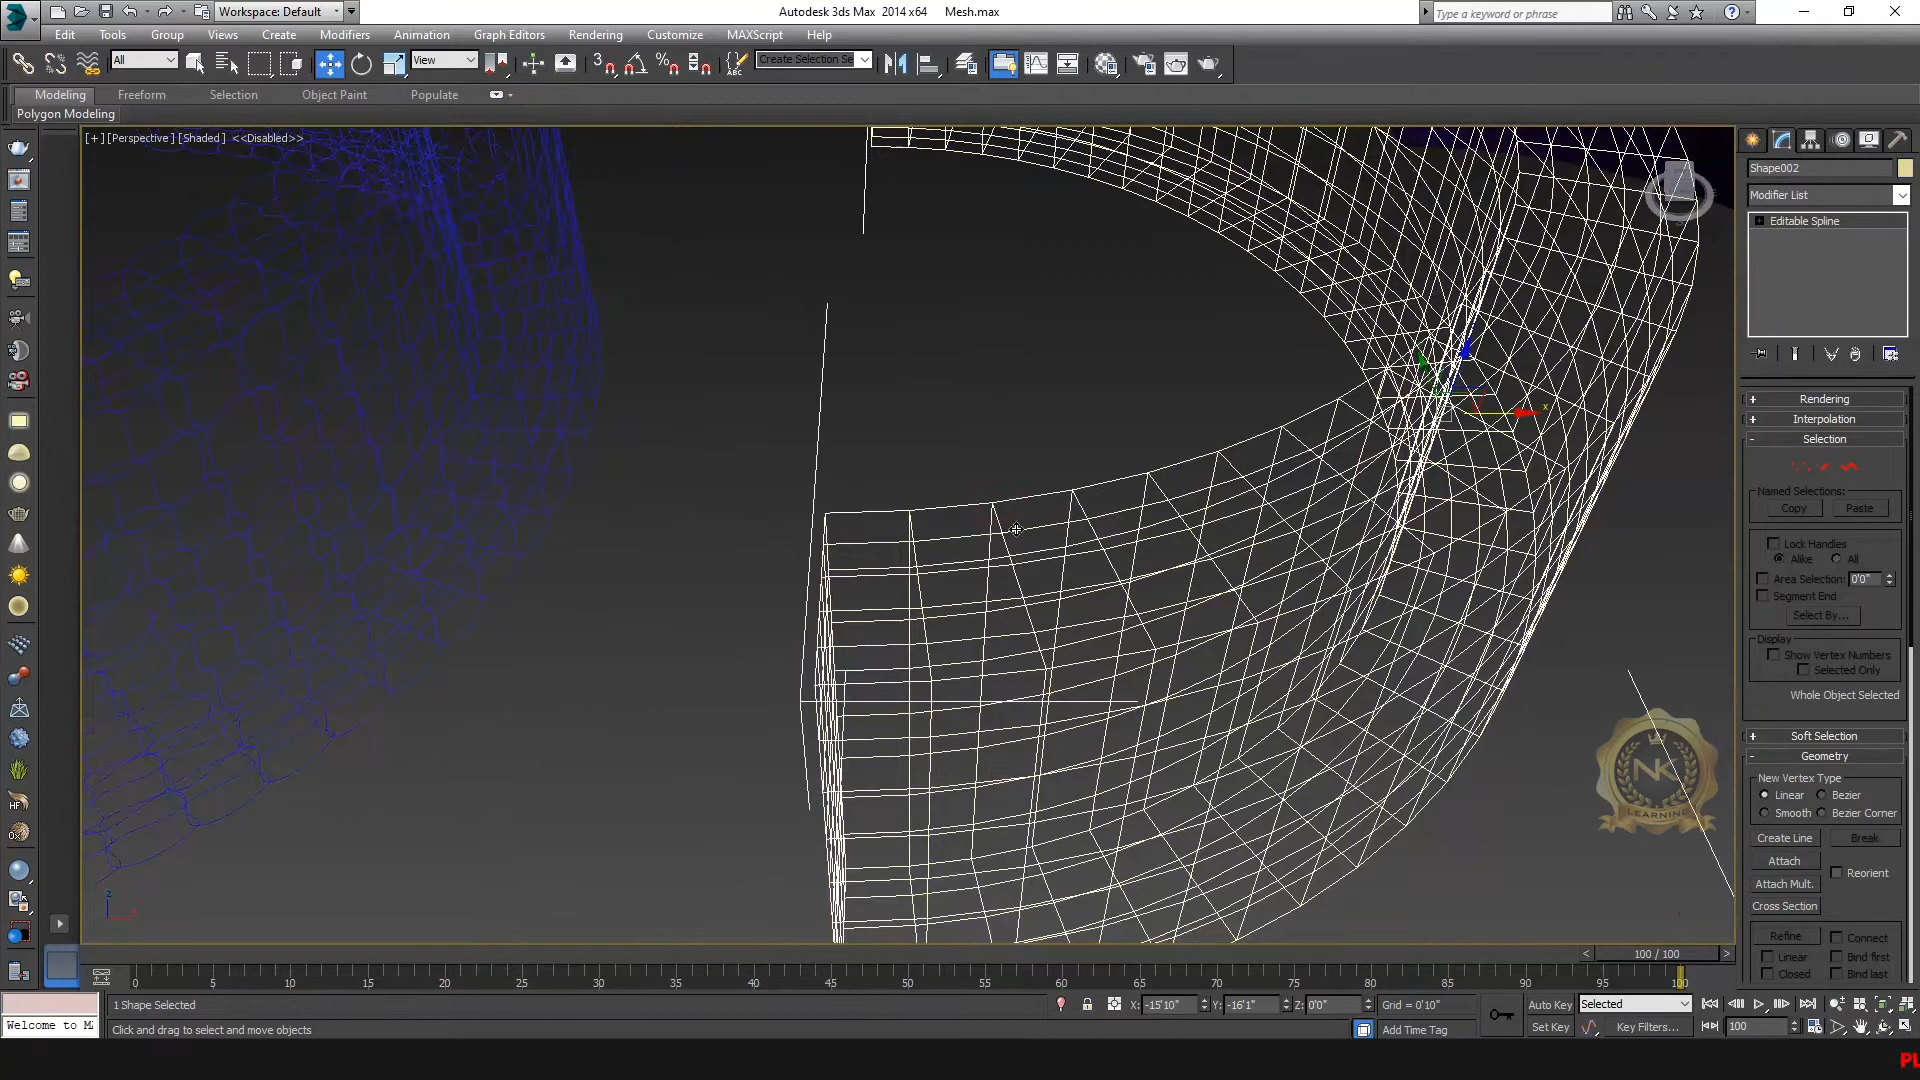 Workspace: Default
Autodesk 3ds Max 2014 x64 Mesh.max
Type a keyword or phrase
Edit Tools Group Views Create Modifiers Animation Graph Editors Rendering Customize MAXScript Help
All
View
Create Selection Se
Modeling Freeform Selection Object Paint Populate
Polygon Modeling
[+] [Perspective] [Shaded] <<Disabled>>
Shape002
Modifier List
Editable Spline
x
Rendering
Interpolation
Selection
Named Selections:
Copy Paste
Lock Handles
Alike All
Area Selection: 0'0"
Segment End
Select By...
Display
Show Vertex Numbers
Selected Only
Whole Object Selected
Soft Selection
Geometry
New Vertex Type
Linear Bezier
Smooth Bezier Corner
Create Line Break
Attach
Reorient
Attach Mult.
Cross Section
Refine Connect
Linear Bind first
Closed Bind last
NK
LEARNING
z
100 / 100
0 5 10 15 20 25 30 35 40 45 50 55 60 65 70 75 80 85 90 95 100
1 Shape Selected
X: -15'10" Y: -16'1" Z: 0'0" Grid = 0'10"
Auto Key Selected
Welcome to M
Click and drag to select and move objects
Add Time Tag
Set Key Key Filters... 100